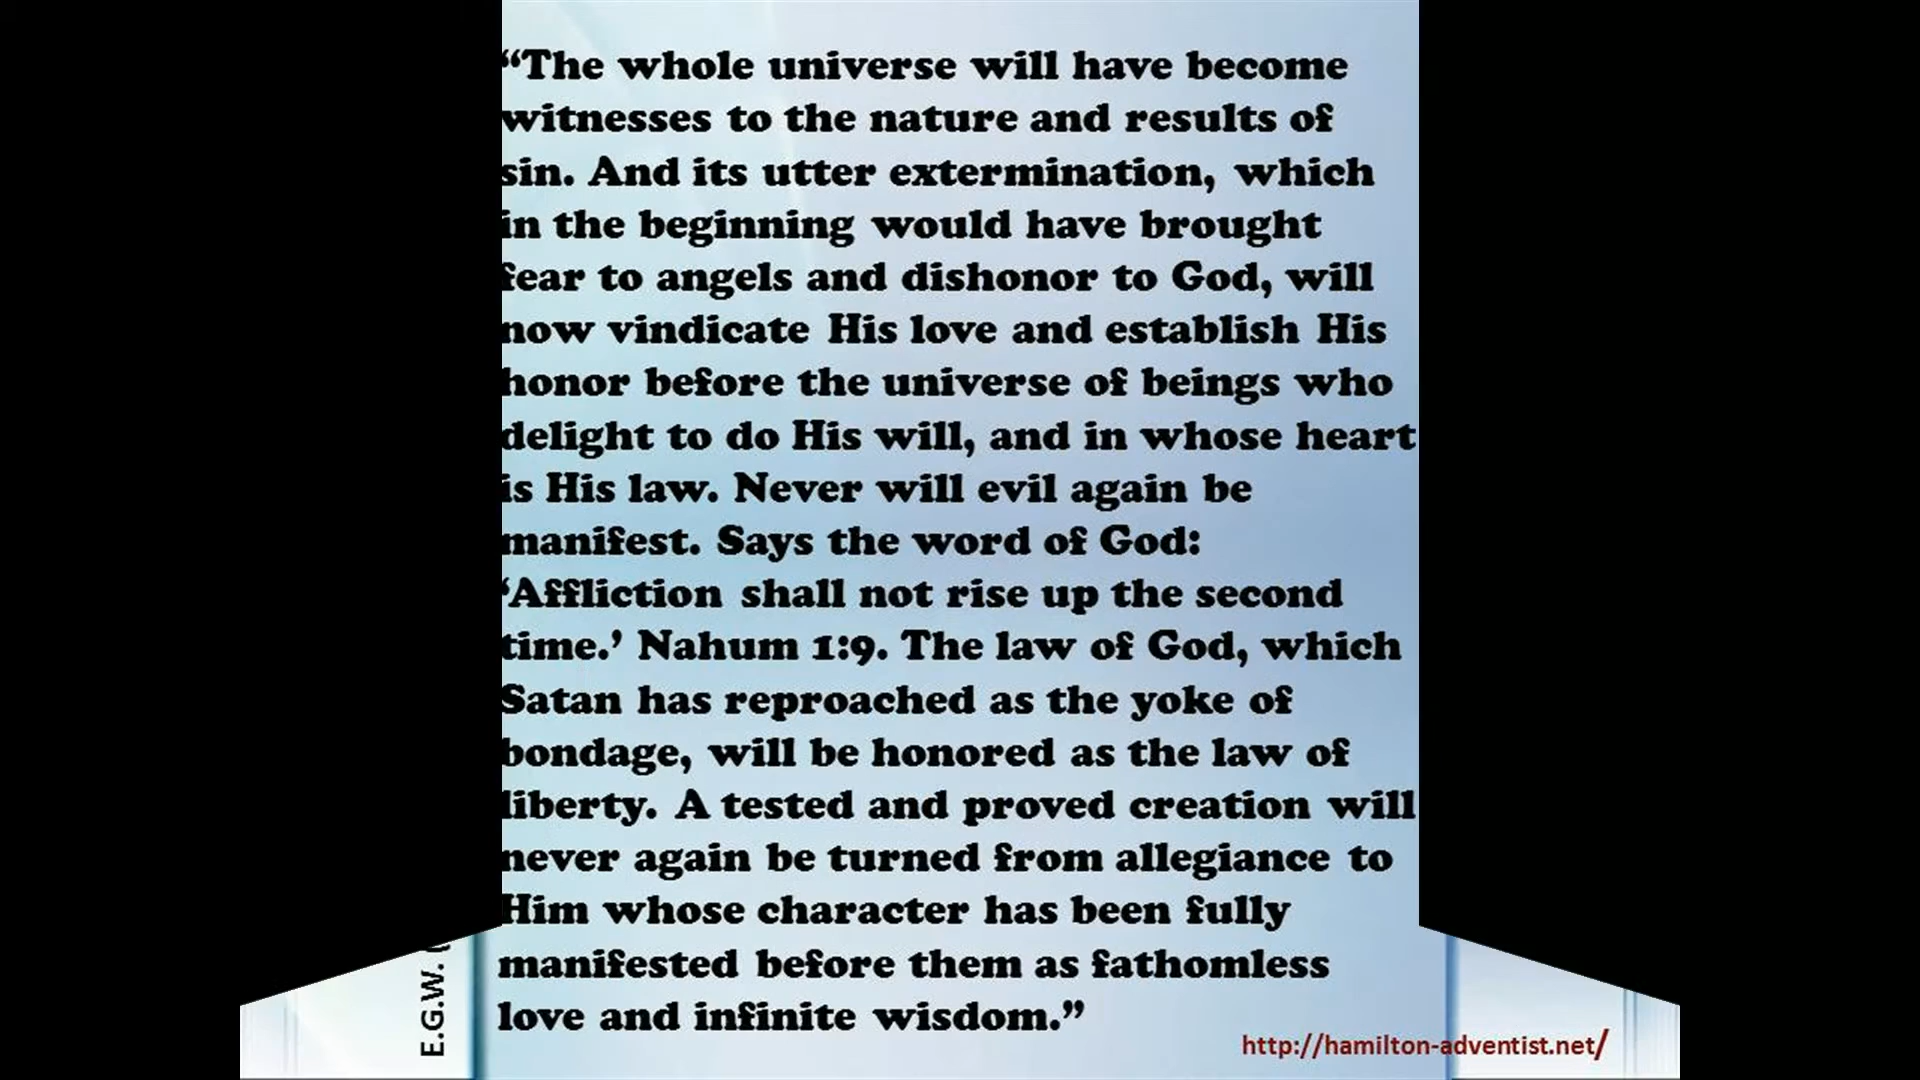 “The whole universe will have become
witnesses to the nature and results of
sin. And its utter extermination, which
in the beginning would have brought
fear to angels and dishonor to God, will
now vindicate His love and establish His
honor before the universe of beings who
delight to do His will, and in whose heart
is His law. Never will evil again be
manifest. Says the word of God:
‘Affliction shall not rise up the second
time.’ Nahum 1:9. The law of God, which
Satan has reproached as the yoke of
bondage, will be honored as the law of
liberty. A tested and proved creation will
never again be turned from allegiance to
Him whose character has been fully
manifested before them as fathomless
love and infinite wisdom.”
E.G.W.
http://hamilton-adventist.net/